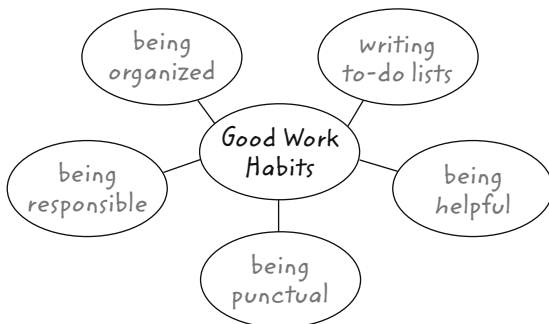 being
organized
writing
to-do lists
Good Work
Habits
being
responsible
being
helpful
being
punctual